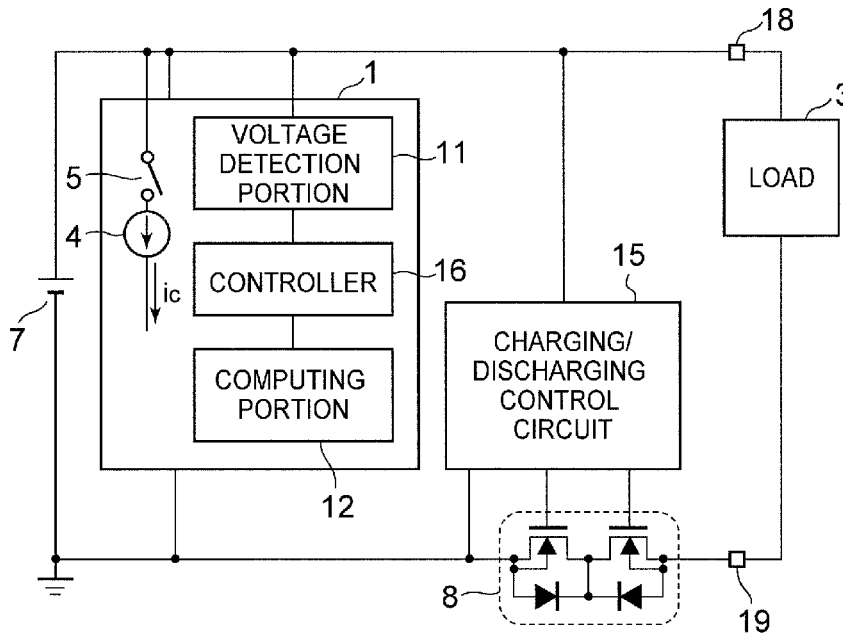 18
1
3
VOLTAGE
DETECTION
PORTION
11
5
LOAD
4
CONTROLLER
16
15
ic
7
CHARGING/
DISCHARGING
CONTROL
CIRCUIT
COMPUTING
PORTION
12
8
19